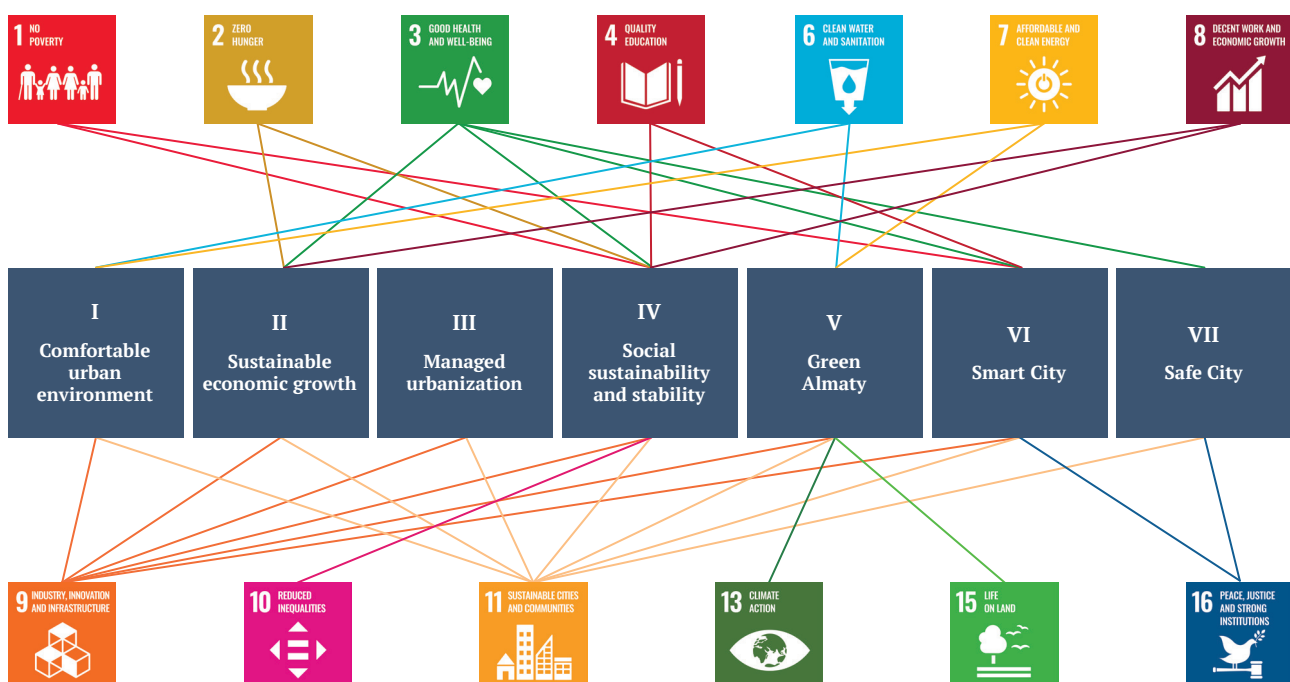 1 NO
POVERTY
2 ZERO
HUNGER
3 GOOD HEALTH
AND WELL-BEING
4 QUALITY
EDUCATION
6 CLEAN WATER
AND SANITATION
7 AFFORDABLE AND
CLEAN ENERGY
8 DECENT WORK AND
ECONOMIC GROWTH
I
Comfortable
urban
environment
II
Sustainable
economic growth
III
Managed
urbanization
IV
Social
sustainability
and stability
V
Green
Almaty
VI
Smart City
VII
Safe City
9 INDUSTRY, INNOVATION
AND INFRASTRUCTURE
10 REDUCED
INEQUALITIES
11 SUSTAINABLE CITIES
AND COMMUNITIES
13 CLIMATE
ACTION
15 LIFE
ON LAND
16 PEACE, JUSTICE
AND STRONG
INSTITUTIONS